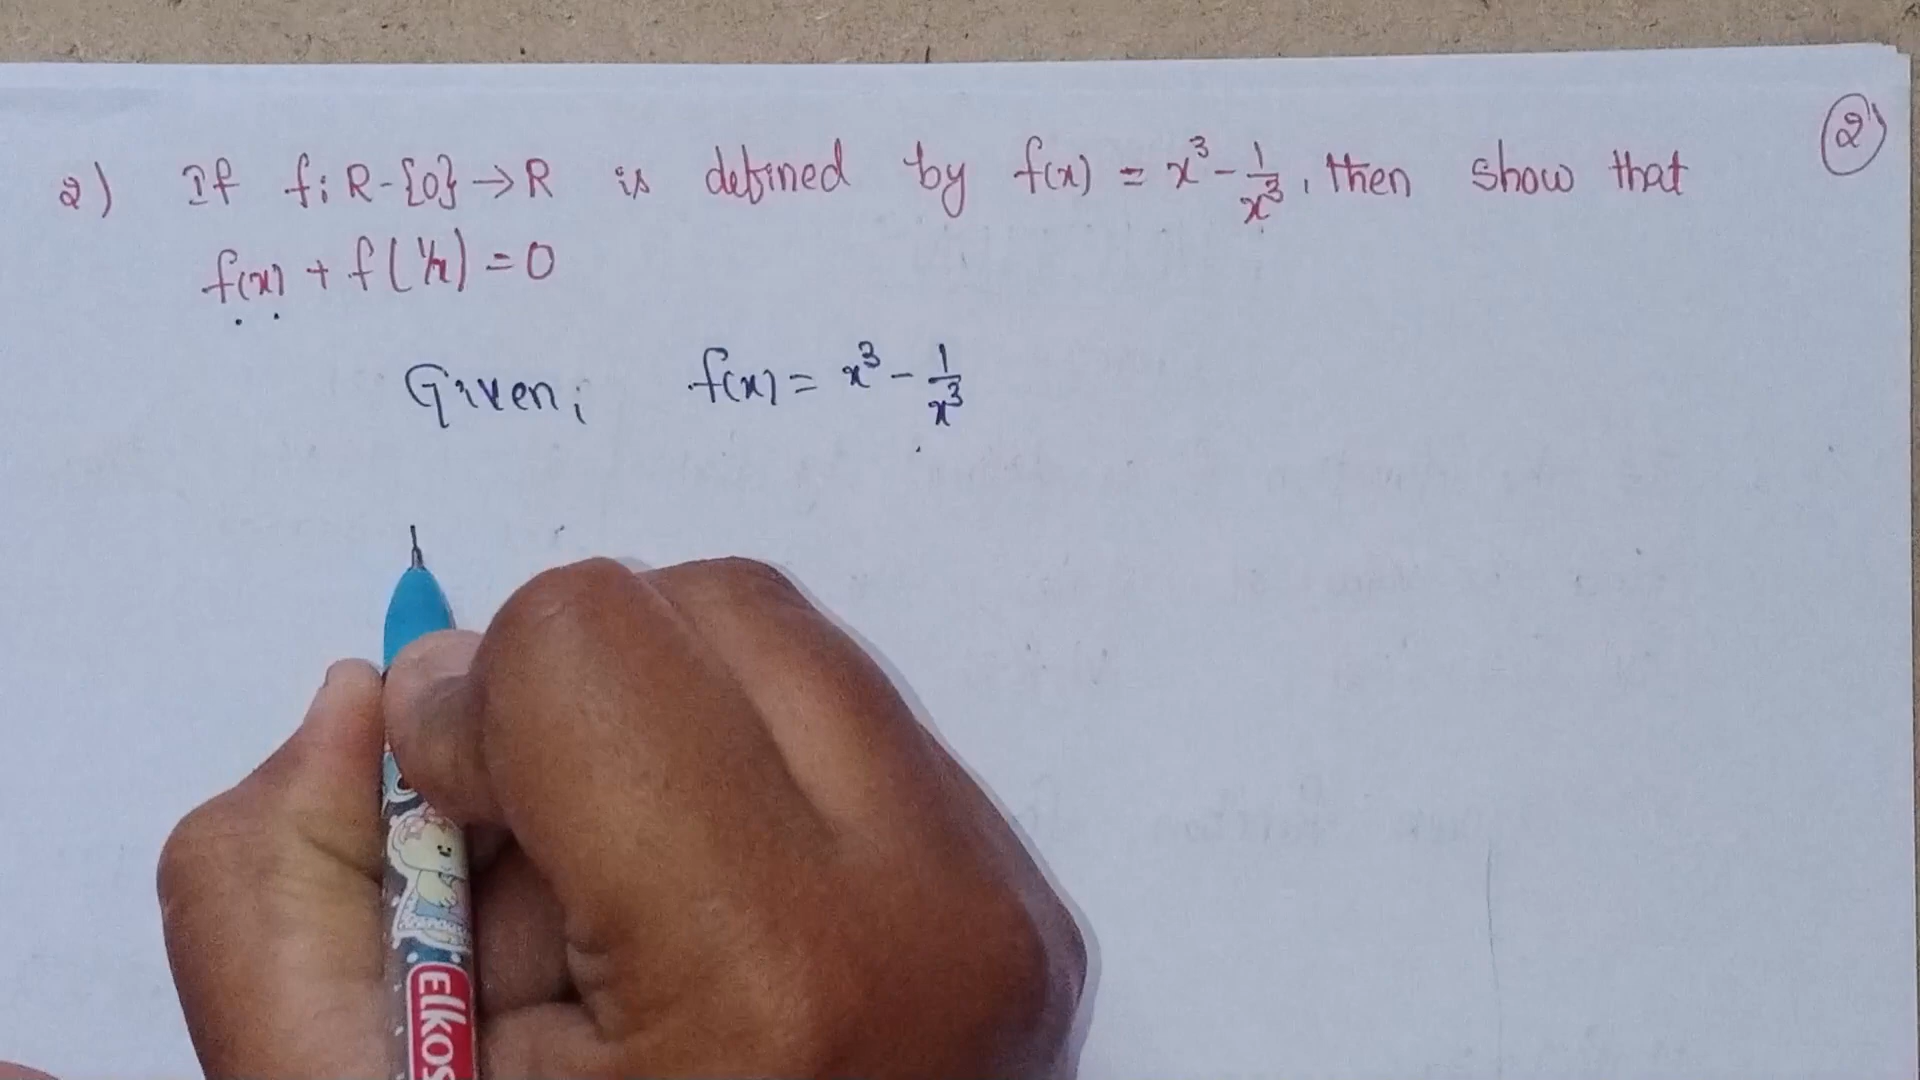 2) If f: R-{0} → R is defined by f(x) = x³ - 1/x³, then show that
f(x) + f(1/x) = 0
Given; f(x) = x³ - 1/x³
2
Elkos